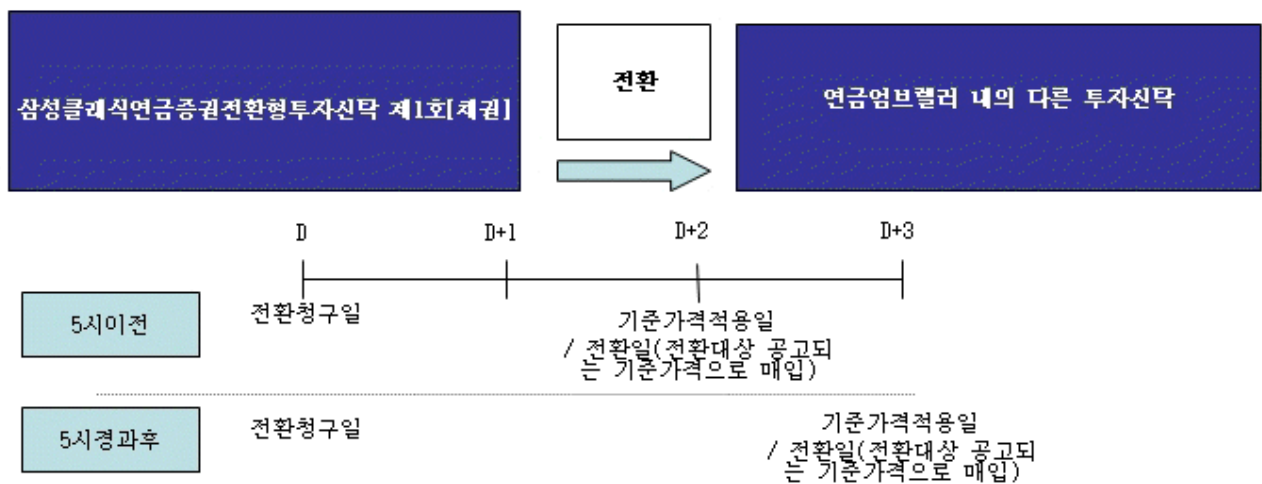 삼성클래식연금증권전환형투자신탁 제1호[채권]
전환
연금엄브렐러 내의 다른 투자신탁
D
D+1
D+2
D+3
5시이전
전환청구일
기준가격적용일
/ 전환일(전환대상 공고되
는 기준가격으로 매입)
5시경과후
전환청구일
기준가격적용일
/ 전환일(전환대상 공고되
는 기준가격으로 매입)